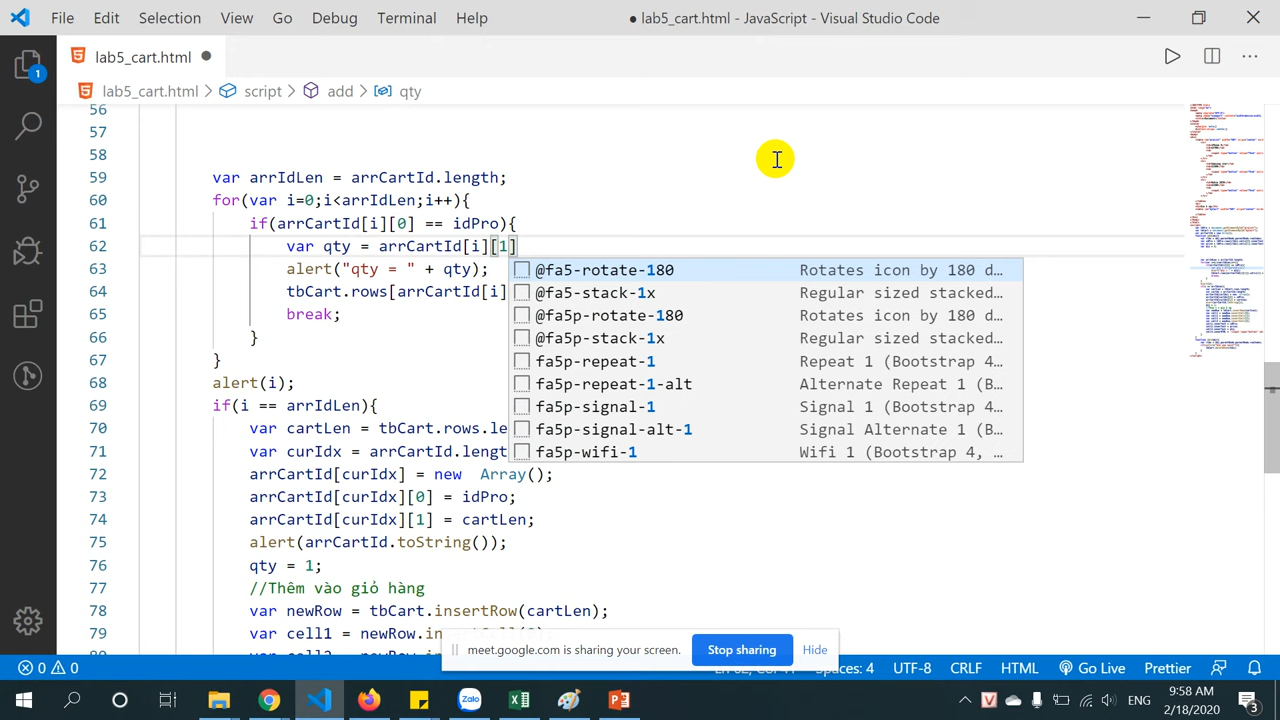 File Edit Selection View Go Debug Terminal Help
● lab5_cart.html - JavaScript - Visual Studio Code
lab5_cart.html ●
lab5_cart.html > script > add > qty
1
56
57
58
59 var arrIdLen = arrCartId.length;
60 for(var i=0;i<arrIdLen;i++){
61 if(arrCartId[i][0] == idPro){
62 var qty = arrCartId[i][1]
63 alert("qty = " + qty);
64 tbCart.rows[arrCartId[i]
65 break;
66 }
67 }
68 alert(i);
69 if(i == arrIdLen){
70 var cartLen = tbCart.rows.le
71 var curIdx = arrCartId.lengt
72 arrCartId[curIdx] = new Array();
73 arrCartId[curIdx][0] = idPro;
74 arrCartId[curIdx][1] = cartLen;
75 alert(arrCartId.toString());
76 qty = 1;
77 //Thêm vào giỏ hàng
78 var newRow = tbCart.insertRow(cartLen);
79 var cell1 = newRow.
@fa5-rotate-180 Rotates icon by 180 d…
@fa5-stack-1x Regular sized stacked…
@fa5p-rotate-180 Rotates icon by 180 d…
@fa5p-stack-1x Regular sized stacked…
fa5p-repeat-1 Repeat 1 (Bootstrap 4…
fa5p-repeat-1-alt Alternate Repeat 1 (B…
fa5p-signal-1 Signal 1 (Bootstrap 4…
fa5p-signal-alt-1 Signal Alternate 1 (B…
fa5p-wifi-1 Wifi 1 (Bootstrap 4, …
meet.google.com is sharing your screen. Stop sharing Hide
0 0 Spaces: 4 UTF-8 CRLF HTML Go Live Prettier
Zalo ENG 3:58 AM
2/18/2020 3